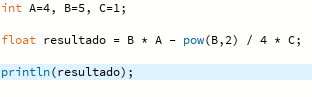 int A=4, B=5, C=1;
float resultado = B * A – pow(B,2) / 4 * C;
println(resultado);